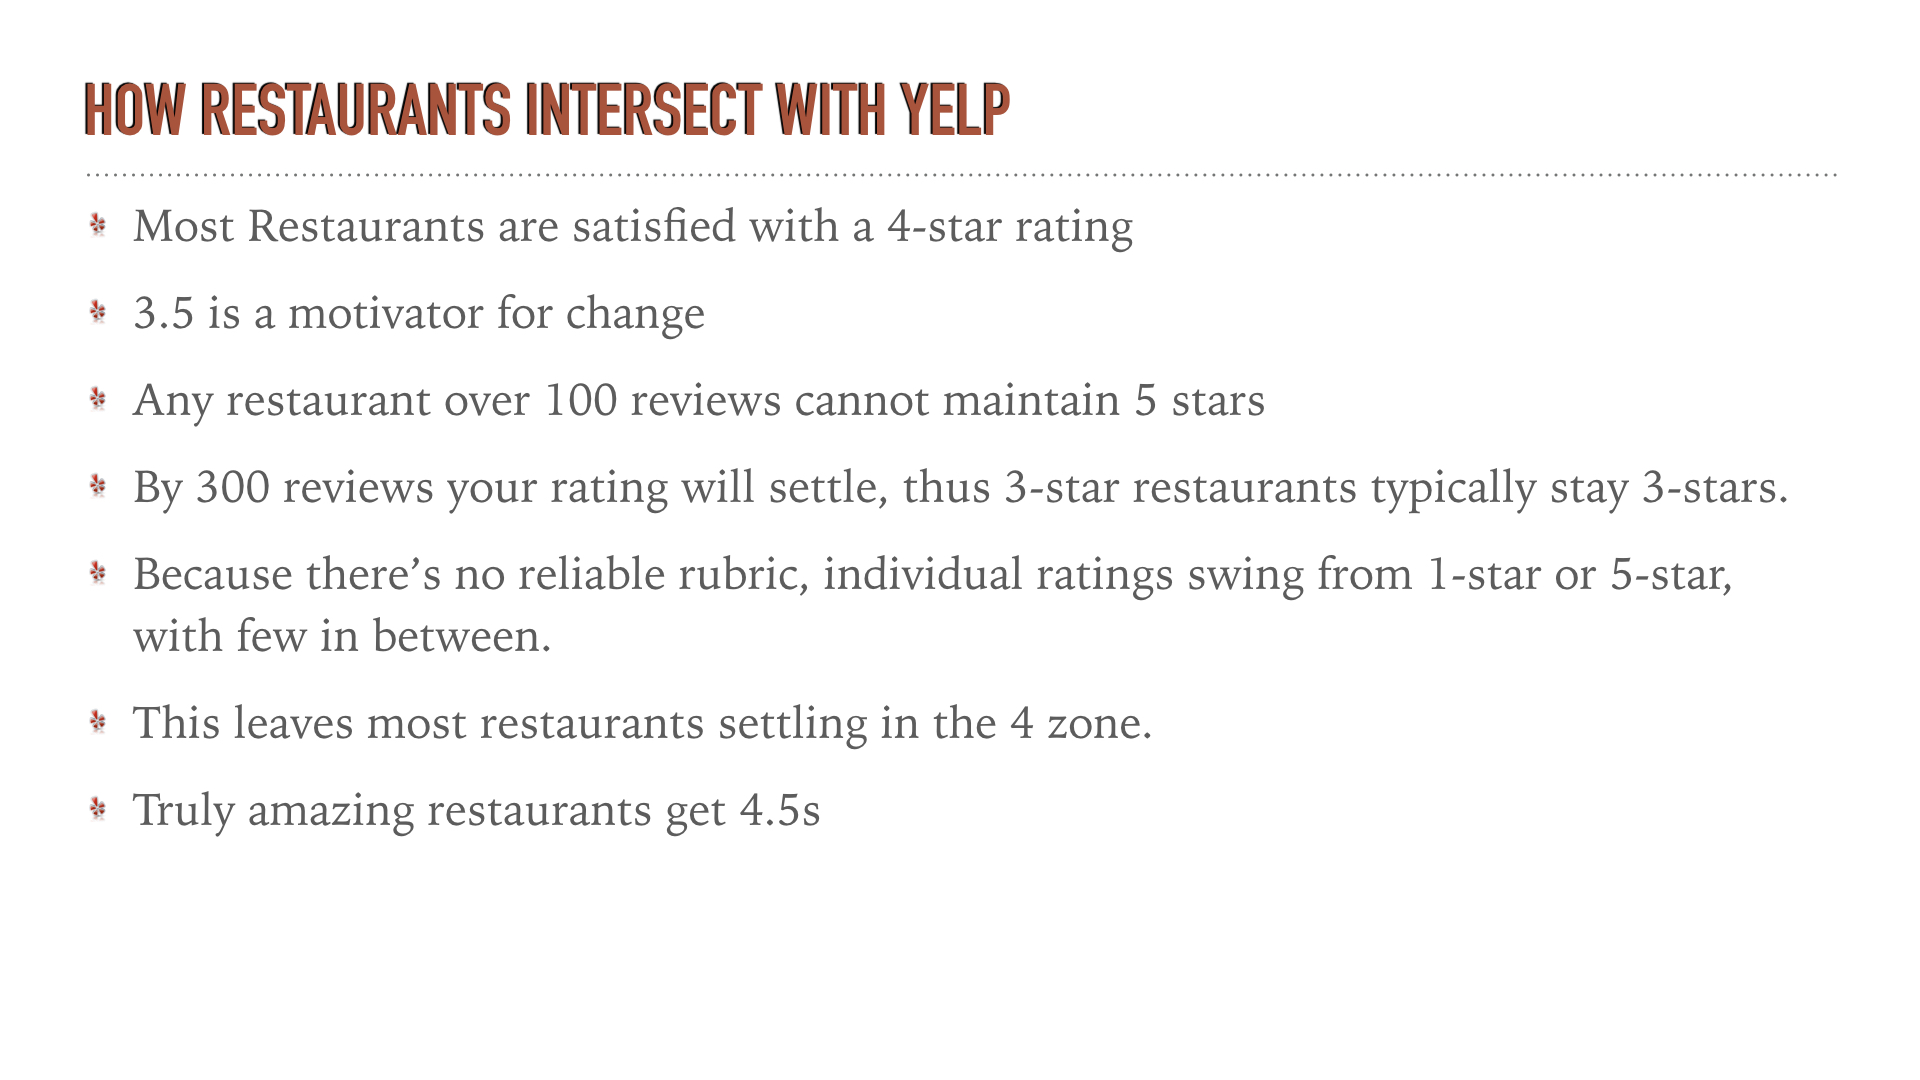 HOW RESTAURANTS INTERSECT WITH YELP
Most Restaurants are satisfied with a 4-star rating
3.5 is a motivator for change
Any restaurant over 100 reviews cannot maintain 5 stars
By 300 reviews your rating will settle, thus 3-star restaurants typically stay 3-stars.
Because there’s no reliable rubric, individual ratings swing from 1-star or 5-star,
with few in between.
This leaves most restaurants settling in the 4 zone.
Truly amazing restaurants get 4.5s